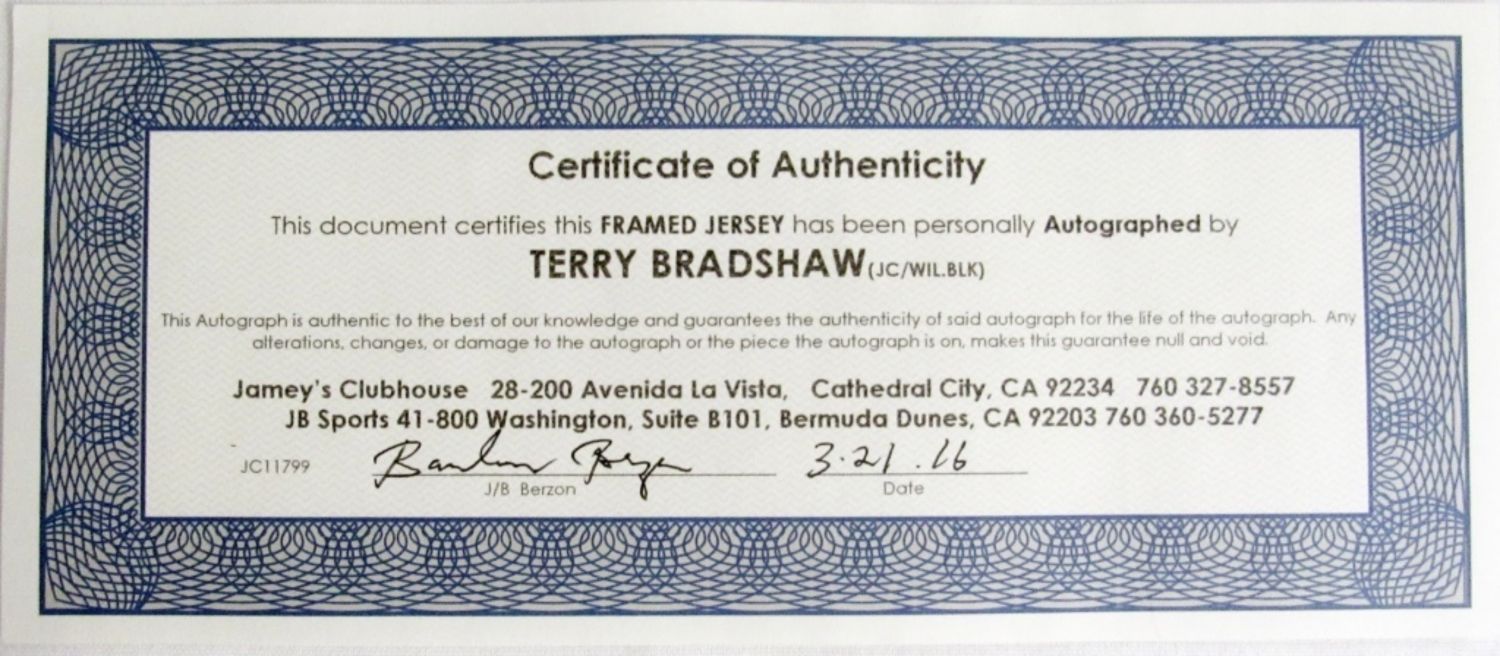 Certificate of Authenticity
This document certifies this FRAMED JERSEY has been personally Autographed by
TERRY BRADSHAW (JC/WIL.BLK)
This Autograph is authentic to the best of our knowledge and guarantees the authenticity of said autograph for the life of the autograph. Any
alterations, changes, or damage to the autograph or the piece the autograph is on, makes this guarantee null and void.
Jamey's Clubhouse 28-200 Avenida La Vista, Cathedral City, CA 92234 760 327-8557
JB Sports 41-800 Washington, Suite B101, Bermuda Dunes, CA 92203 760 360-5277
JC11799 3.21.16
J/B Berzon Date